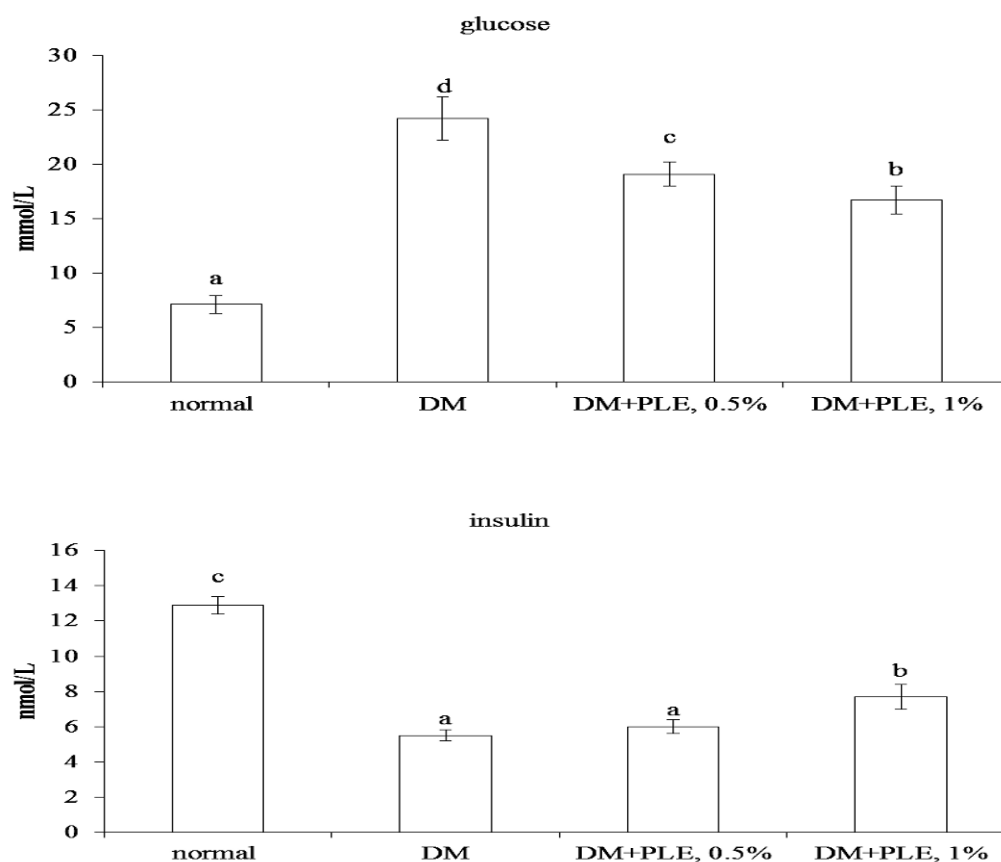 glucose
30
25
20
15
10
5
0
mmol/L
a
d
c
b
normal DM DM+PLE, 0.5% DM+PLE, 1%
insulin
16
14
12
10
8
6
4
2
0
nmol/L
c
a
a
b
normal DM DM+PLE, 0.5% DM+PLE, 1%